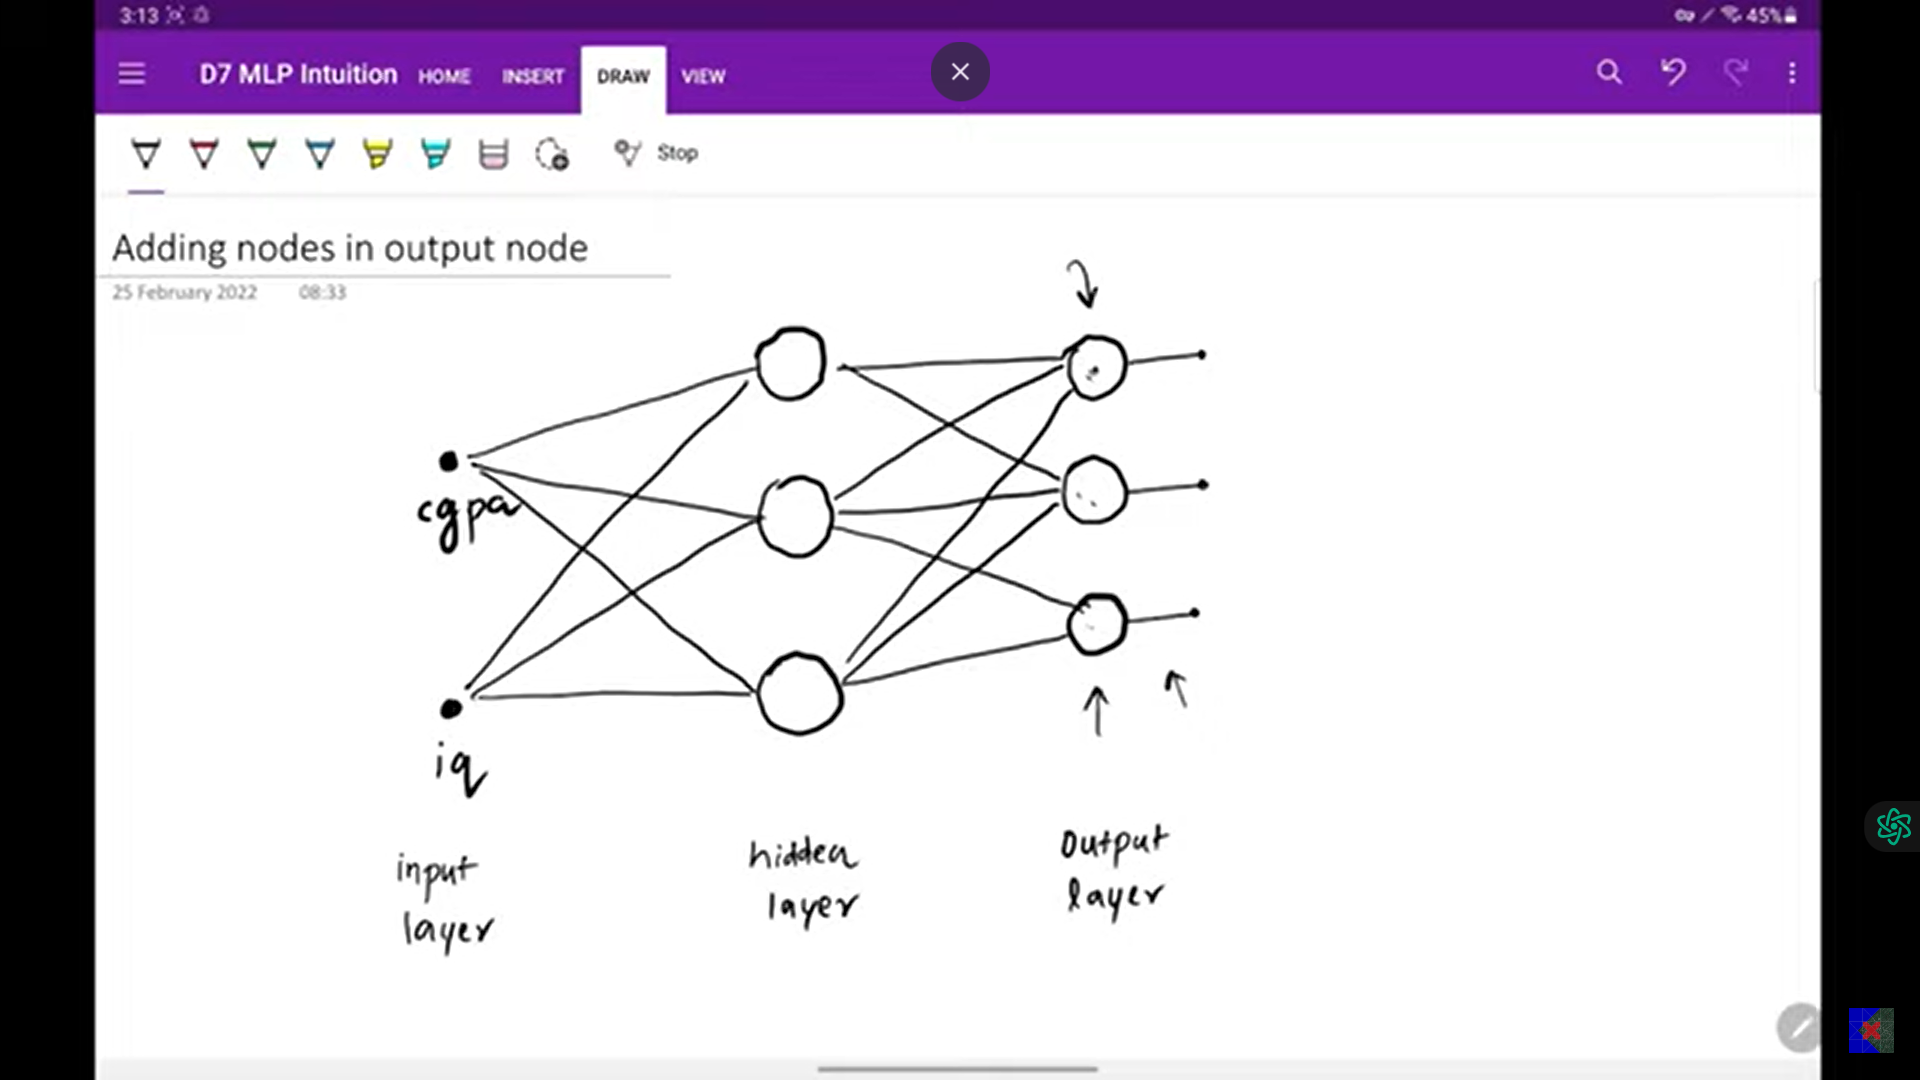 3:13
45%
D7 MLP Intuition HOME INSERT DRAW VIEW
Stop
Adding nodes in output node
25 February 2022 08:33
cgpa
iq
input
layer
hidden
layer
Output
layer